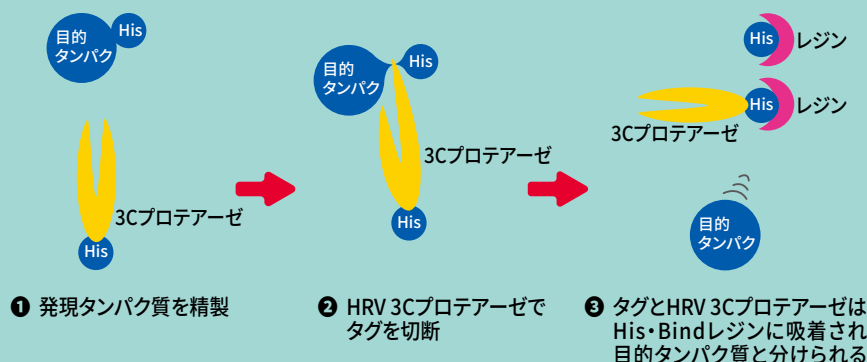 目的
タンパク
His
3Cプロテアーゼ
His
❶ 発現タンパク質を精製
目的
タンパク
His
3Cプロテアーゼ
His
❷ HRV 3Cプロテアーゼで
タグを切断
His
レジン
His
レジン
3Cプロテアーゼ
目的
タンパク
❸ タグとHRV 3Cプロテアーゼは
His・Bindレジンに吸着され
目的タンパク質と分けられる